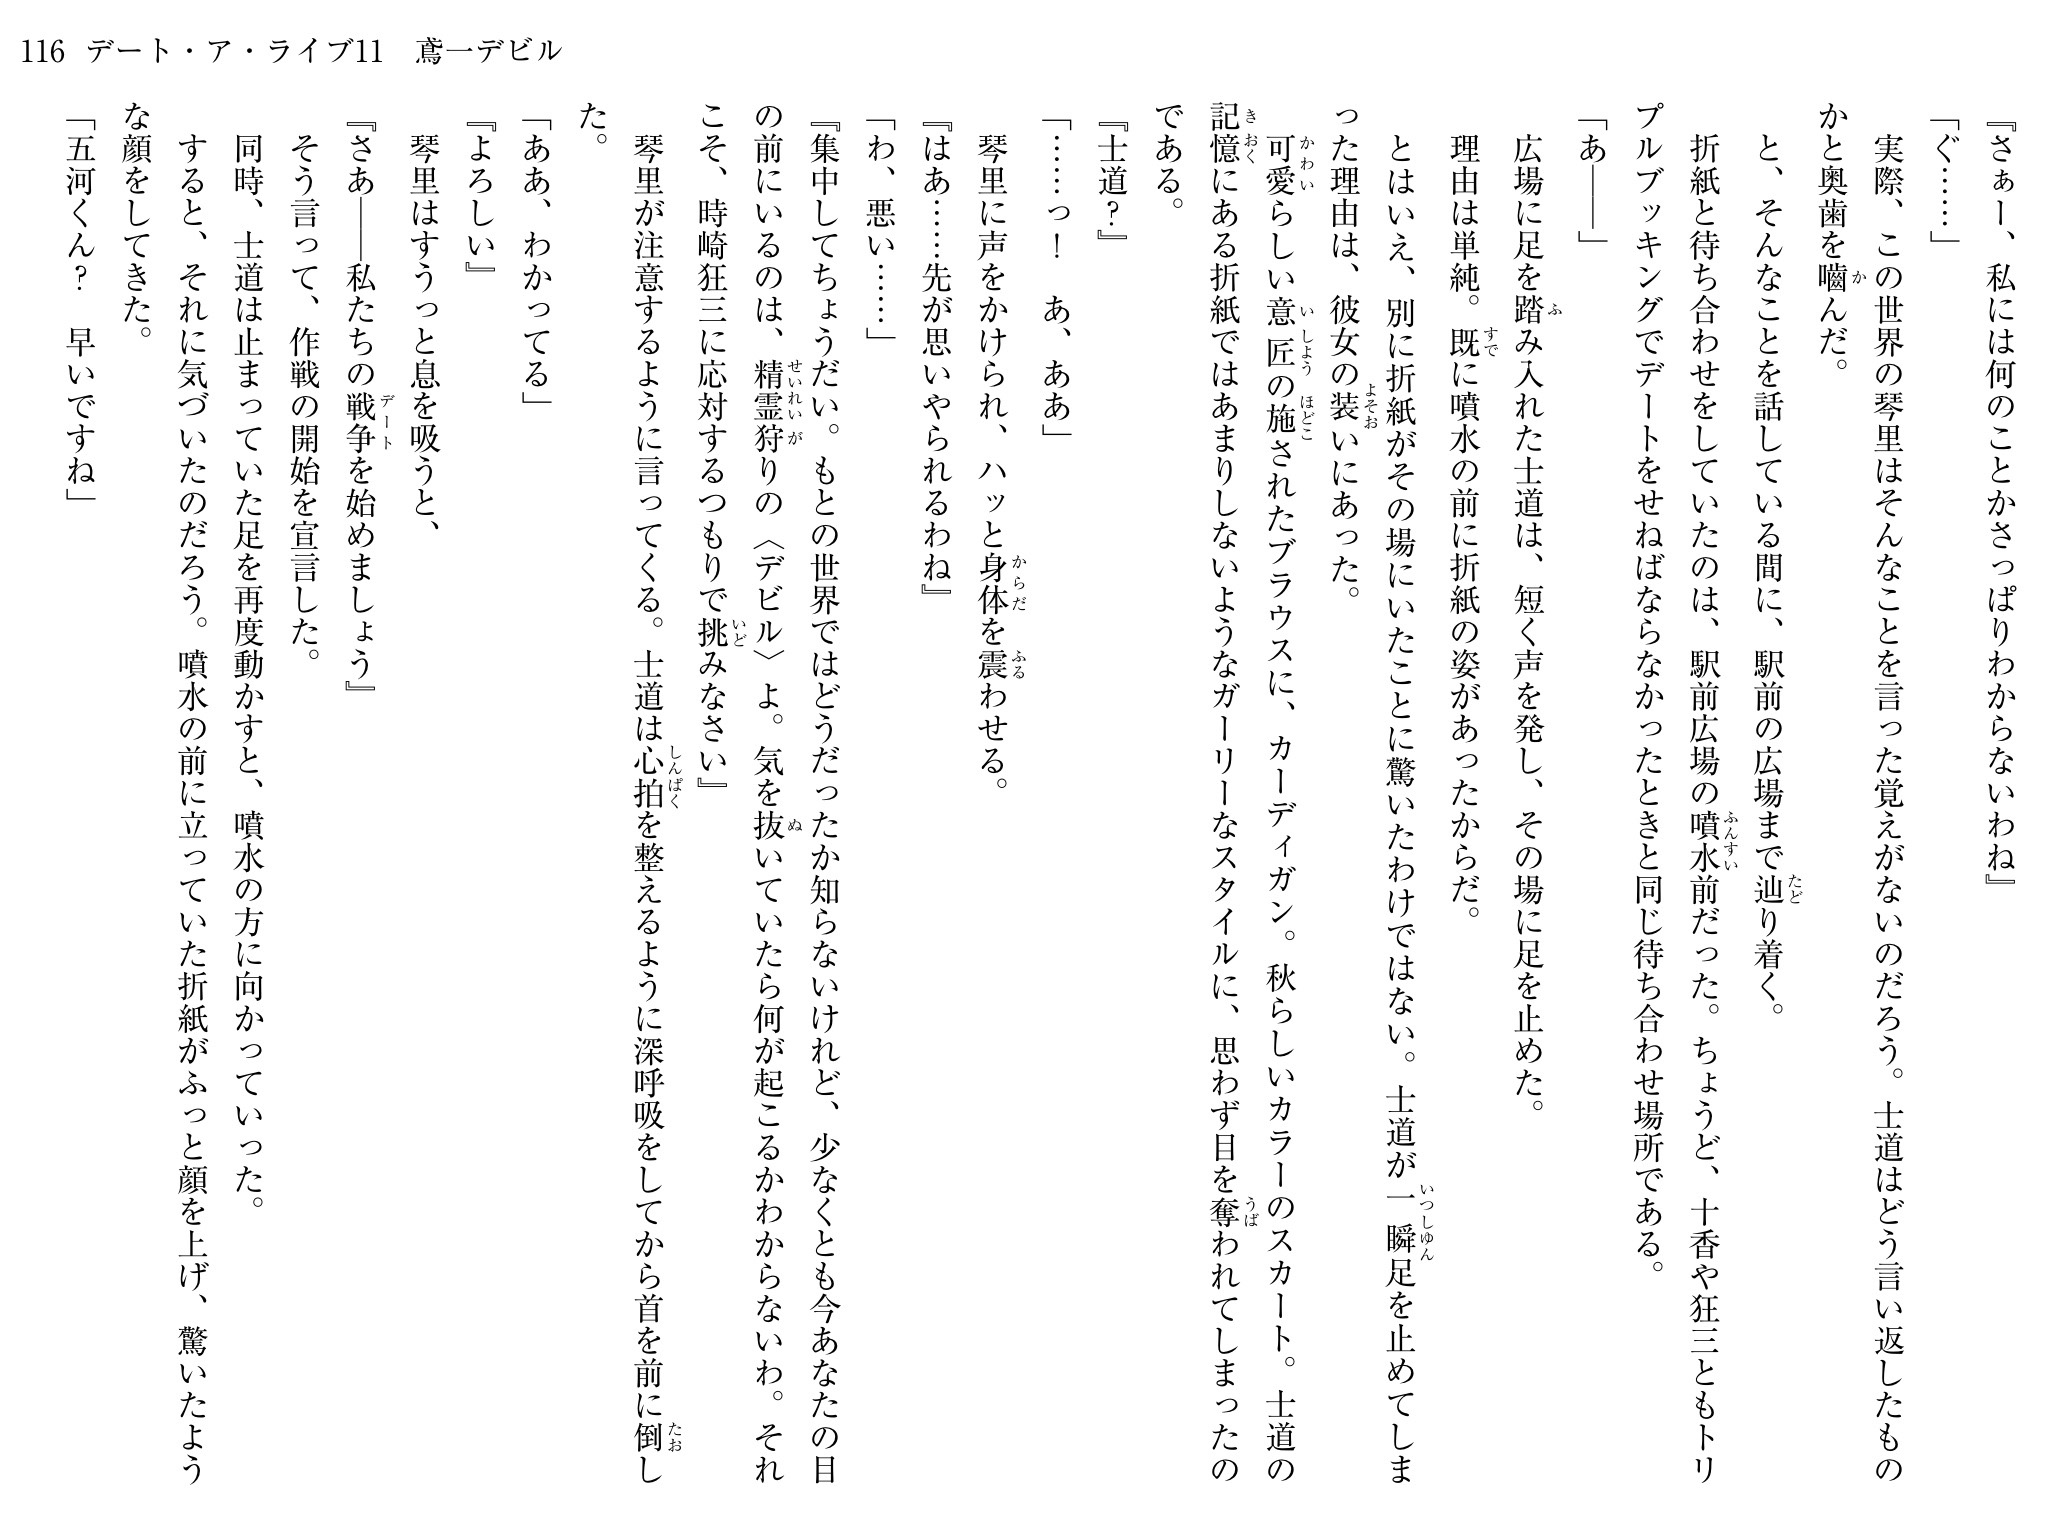 116 デート・ア・ライブ11　鳶一デビル
『さぁー、私には何のことかさっぱりわからないわね』
「ぐ……」
　実際、この世界の琴里はそんなことを言った覚えがないのだろう。士道はどう言い返したもの
かと奥歯を嚙んだ。
　と、そんなことを話している間に、駅前の広場まで辿り着く。
　折紙と待ち合わせをしていたのは、駅前広場の噴水前だった。ちょうど、十香や狂三ともトリ
プルブッキングでデートをせねばならなかったときと同じ待ち合わせ場所である。
「あ――」
　広場に足を踏み入れた士道は、短く声を発し、その場に足を止めた。
　理由は単純。既に噴水の前に折紙の姿があったからだ。
　とはいえ、別に折紙がその場にいたことに驚いたわけではない。士道が一瞬足を止めてしま
った理由は、彼女の装いにあった。
　可愛らしい意匠の施されたブラウスに、カーディガン。秋らしいカラーのスカート。士道の
記憶にある折紙ではあまりしないようなガーリーなスタイルに、思わず目を奪われてしまったの
である。
『士道？』
「……っ！　あ、ああ」
　琴里に声をかけられ、ハッと身体を震わせる。
『はあ……先が思いやられるわね』
「わ、悪い……」
『集中してちょうだい。もとの世界ではどうだったか知らないけれど、少なくとも今あなたの目
の前にいるのは、精霊狩りの〈デビル〉よ。気を抜いていたら何が起こるかわからないわ。それ
こそ、時崎狂三に応対するつもりで挑みなさい』
　琴里が注意するように言ってくる。士道は心拍を整えるように深呼吸をしてから首を前に倒し
た。
「ああ、わかってる」
『よろしい』
　琴里はすうっと息を吸うと、
『さあ――私たちの戦争を始めましょう』
　そう言って、作戦の開始を宣言した。
　同時、士道は止まっていた足を再度動かすと、噴水の方に向かっていった。
　すると、それに気づいたのだろう。噴水の前に立っていた折紙がふっと顔を上げ、驚いたよう
な顔をしてきた。
「五河くん？　早いですね」